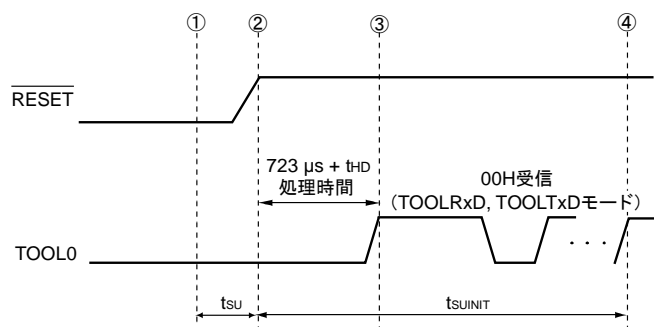 ① ② ③ ④
RESET
723 µs + tHD
処理時間
00H受信
(TOOLRxD, TOOLTxDモード)
TOOL0
・・・
tSU
tSUINIT